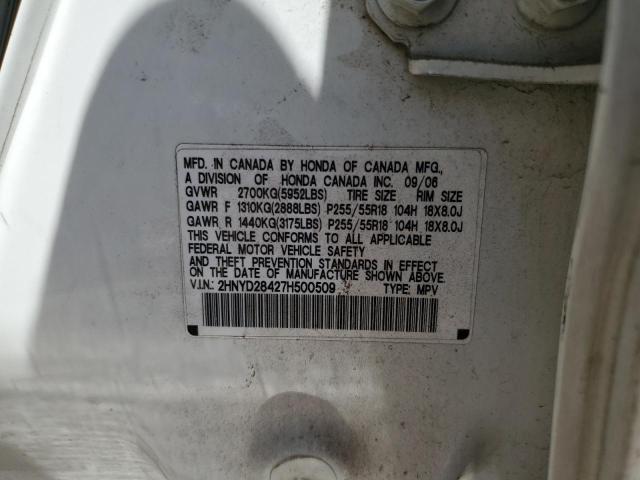 MFD. IN CANADA BY HONDA OF CANADA MFG.,
A DIVISION OF HONDA CANADA INC. 09/06
GVWR 2700KG(5952LBS) TIRE SIZE RIM SIZE
GAWR F 1310KG(2888LBS) P255/55R18 104H 18X8.0J
GAWR R 1440KG(3175LBS) P255/55R18 104H 18X8.0J
THIS VEHICLE CONFORMS TO ALL APPLICABLE
FEDERAL MOTOR VEHICLE SAFETY
AND THEFT PREVENTION STANDARDS IN EFFECT
ON THE DATE OF MANUFACTURE SHOWN ABOVE.
V.I.N.: 2HNYD28427H500509 TYPE: MPV